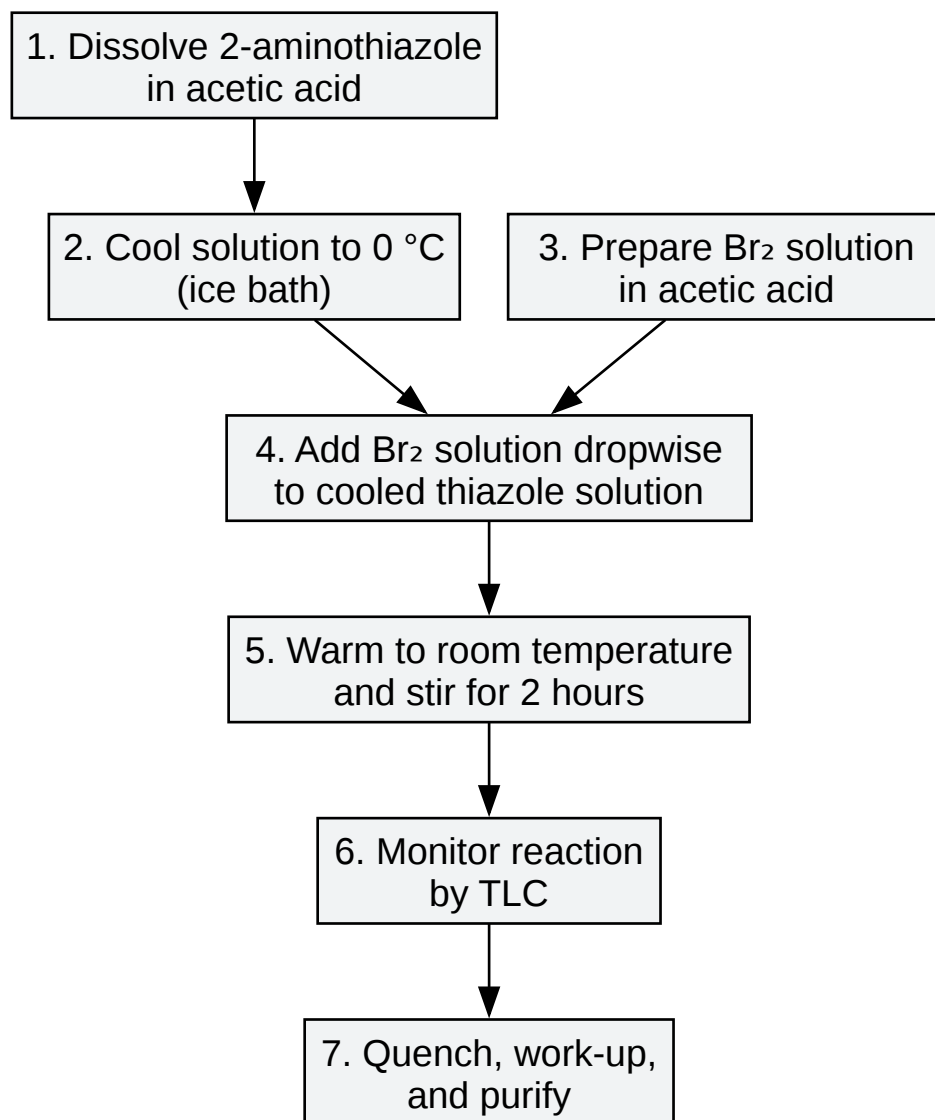 1. Dissolve 2-aminothiazole
in acetic acid
2. Cool solution to 0 °C
(ice bath)
3. Prepare Br₂ solution
in acetic acid
4. Add Br₂ solution dropwise
to cooled thiazole solution
5. Warm to room temperature
and stir for 2 hours
6. Monitor reaction
by TLC
7. Quench, work-up,
and purify